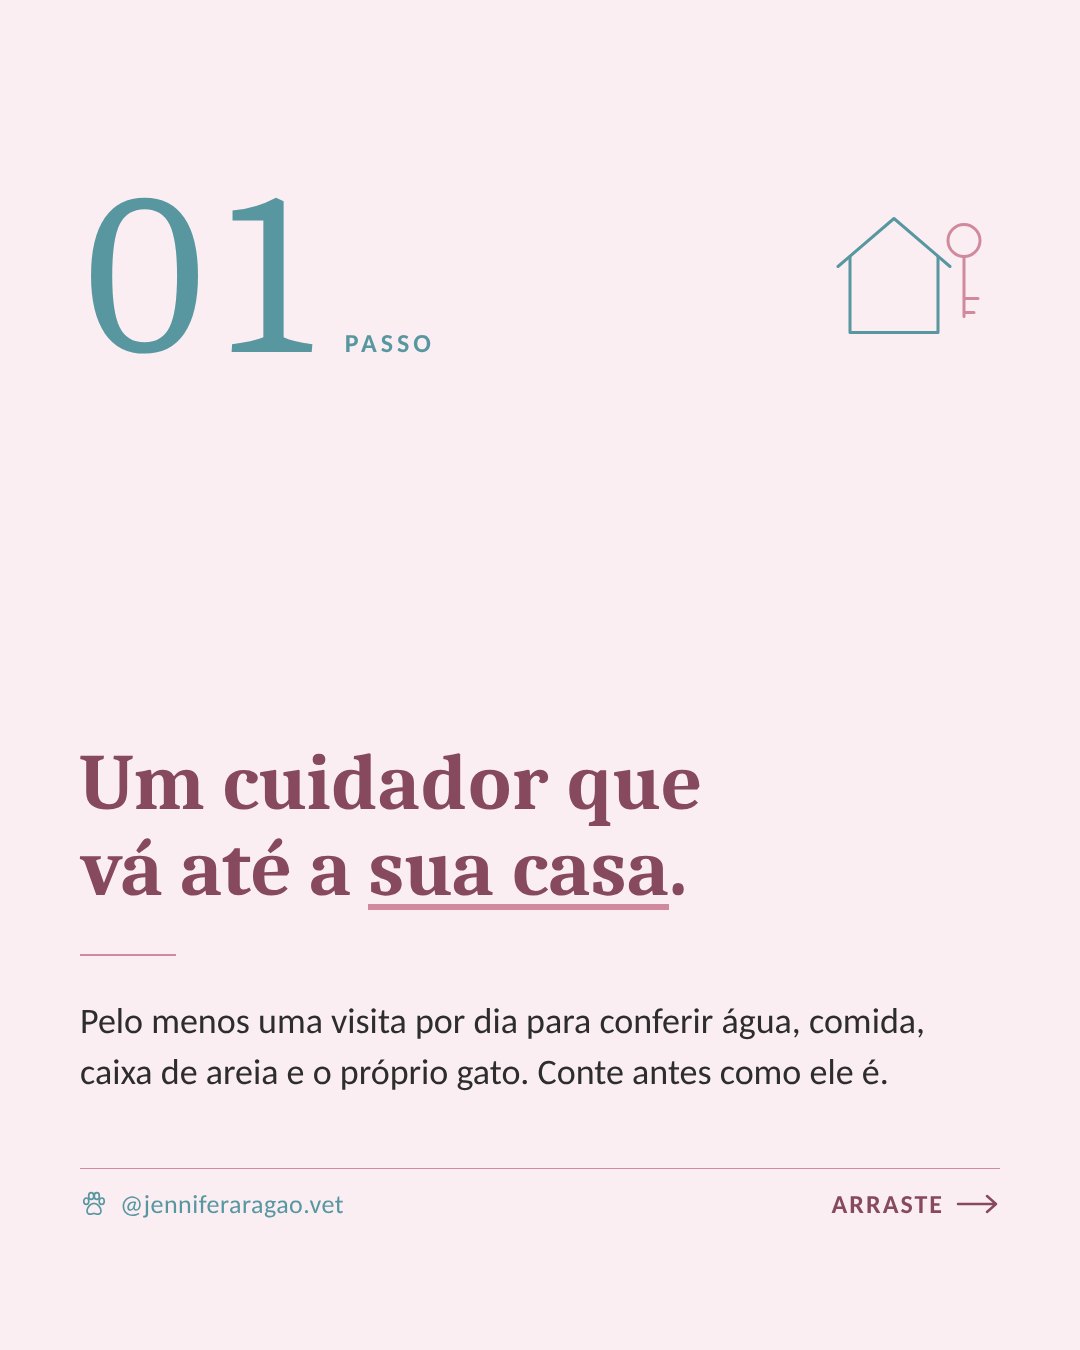 01 PASSO
Um cuidador que
vá até a sua casa.
Pelo menos uma visita por dia para conferir água, comida,
caixa de areia e o próprio gato. Conte antes como ele é.
@jenniferaragao.vet
ARRASTE